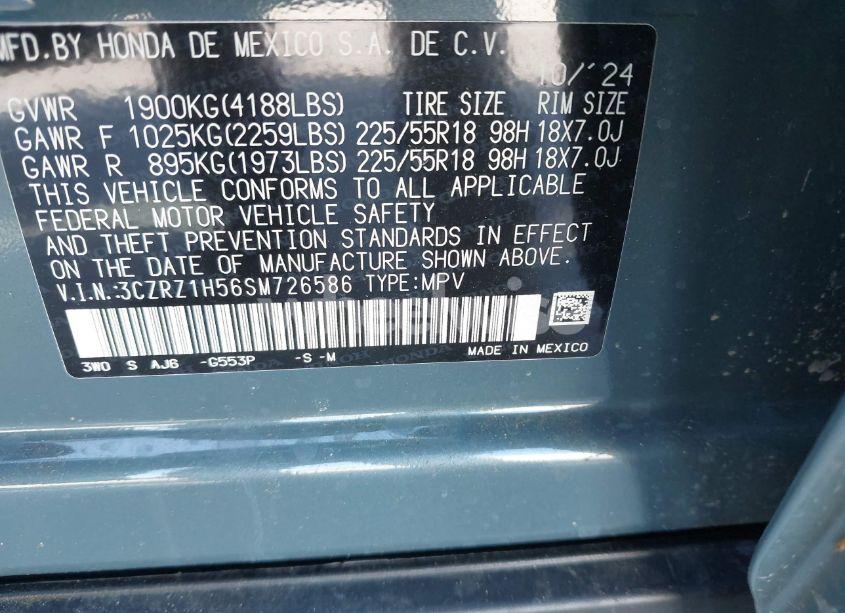 MFD.BY HONDA DE MEXICO S.A. DE C.V.
10/'24
GVWR 1900KG(4188LBS) TIRE SIZE RIM SIZE
GAWR F 1025KG(2259LBS) 225/55R18 98H 18X7.0J
GAWR R 895KG(1973LBS) 225/55R18 98H 18X7.0J
THIS VEHICLE CONFORMS TO ALL APPLICABLE
FEDERAL MOTOR VEHICLE SAFETY
AND THEFT PREVENTION STANDARDS IN EFFECT
ON THE DATE OF MANUFACTURE SHOWN ABOVE.
V.I.N.:3CZRZ1H56SM726586 TYPE:MPV
3W0 S AJ6 -G553P -S -M MADE IN MEXICO